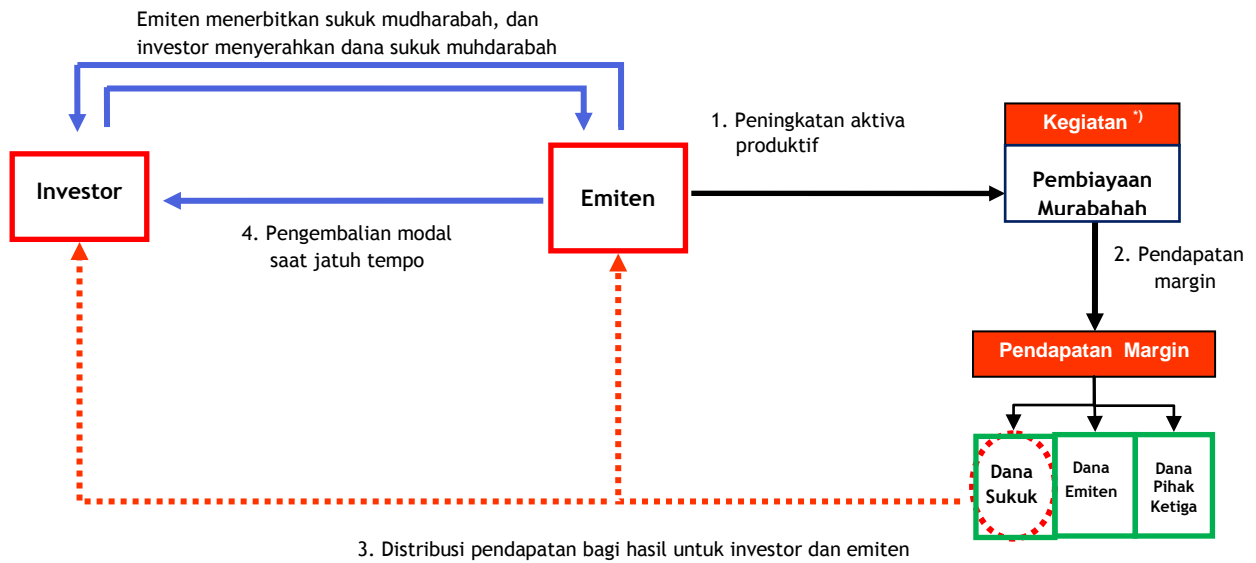 Emiten menerbitkan sukuk mudharabah, dan
investor menyerahkan dana sukuk muhdarabah
Investor
Emiten
1. Peningkatan aktiva
produktif
Kegiatan *)
Pembiayaan
Murabahah
4. Pengembalian modal
saat jatuh tempo
2. Pendapatan
margin
Pendapatan Margin
Dana
Sukuk
Dana
Emiten
Dana
Pihak
Ketiga
3. Distribusi pendapatan bagi hasil untuk investor dan emiten